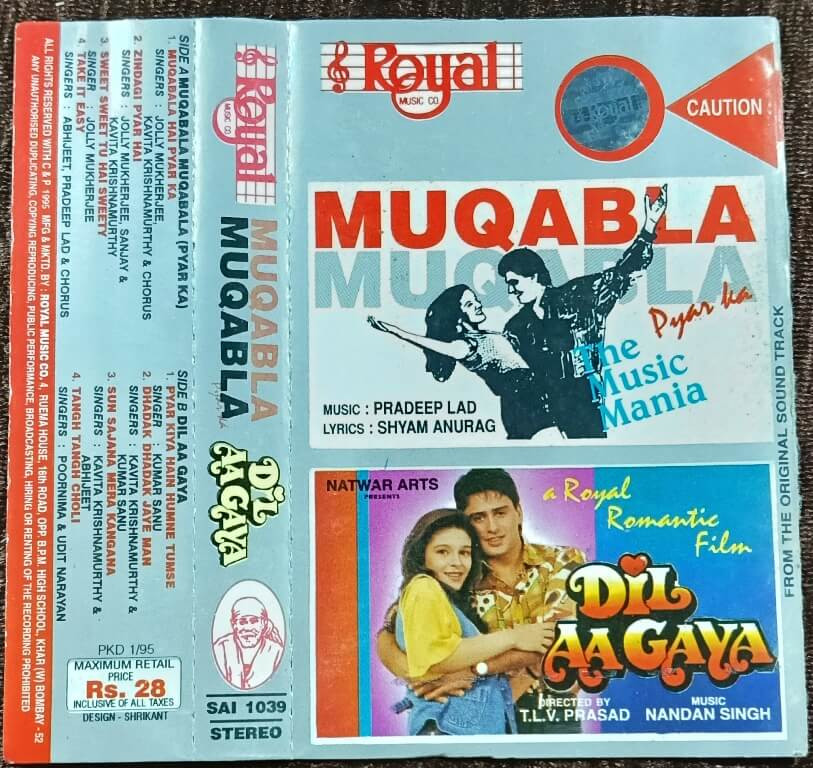 Royal
MUSIC CO.
Royal
CAUTION
MUQABLA
MUQABLA
Pyar ka
The
Music
Mania
MUSIC : PRADEEP LAD
LYRICS : SHYAM ANURAG
NATWAR ARTS
PRESENTS
a Royal
Romantic
Film
DiL
AA GAYA
DIRECTED BY
T.L.V. PRASAD
MUSIC
NANDAN SINGH
FROM THE ORIGINAL SOUND TRACK
Royal
MUSIC CO.
MUQABLA
MUQABLA
DiL
AA GAYA
SAI 1039
STEREO
SIDE A MUQABALA MUQABALA (PYAR KA)
1. MUQABALA HAI PYAR KA
SINGERS : JOLLY MUKHERJEE,
KAVITA KRISHNAMURTHY & CHORUS
2. ZINDAGI PYAR HAI
SINGERS : JOLLY MUKHERJEE, SANJAY &
KAVITA KRISHNAMURTHY
3. SWEET SWEET TU HAI SWEETY
SINGER : JOLLY MUKHERJEE
4. TAKE IT EASY
SINGERS : ABHIJEET, PRADEEP LAD & CHORUS
SIDE B DIL AA GAYA
1. PYAR KIYA HAIN HUMNE TUMSE
SINGER : KUMAR SANU
2. DHADAK DHADAK JAYE MAN
SINGERS : KAVITA KRISHNAMURTHY &
KUMAR SANU
3. SUN SAJANA MERA KANGANA
SINGERS : KAVITA KRISHNAMURTHY &
ABHIJEET
4. TANGH TANGH CHOLI
SINGERS : POORNIMA & UDIT NARAYAN
PKD 1/95
MAXIMUM RETAIL
PRICE
Rs. 28
INCLUSIVE OF ALL TAXES
DESIGN - SHRIKANT
ALL RIGHTS RESERVED WITH C & P 1995 MFG & MKTD. BY : ROYAL MUSIC CO. 4, RUEMA HOUSE, 16th ROAD, OPP. B.P.M. HIGH SCHOOL, KHAR (W) BOMBAY - 52
ANY UNAUTHORISED DUPLICATING, COPYING REPRODUCING, PUBLIC PERFORMANCE, BROADCASTING, HIRING OR RENTING OF THE RECORDING PROHIBITED